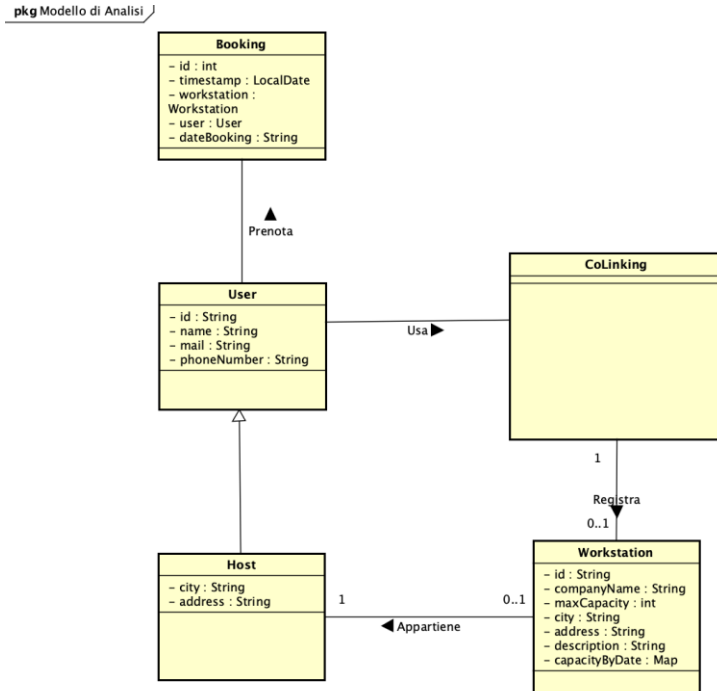 pkg Modello di Analisi
Booking
– id : int
– timestamp : LocalDate
– workstation :
Workstation
– user : User
– dateBooking : String
Prenota
User
– id : String
– name : String
– mail : String
– phoneNumber : String
CoLinking
Usa
1
Registra
0..1
Host
– city : String
– address : String
1
0..1
Appartiene
Workstation
– id : String
– companyName : String
– maxCapacity : int
– city : String
– address : String
– description : String
– capacityByDate : Map